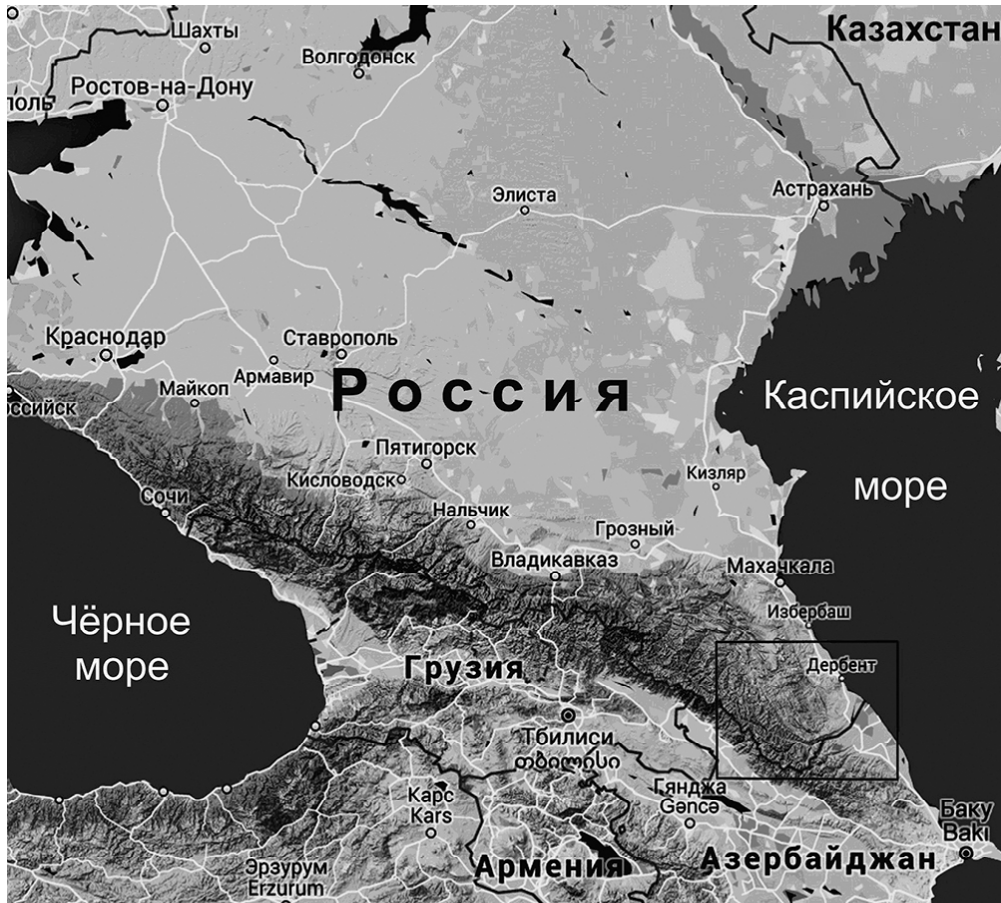 Казахстан
Шахты
Волгодонск
Ростов-на-Дону
поль
Элиста
Астрахань
Краснодар
Ставрополь
Армавир
Майкоп
Россия
Каспийское
море
ссийск
Пятигорск
Кисловодск
Кизляр
Сочи
Нальчик
Грозный
Владикавказ
Махачкала
Избербаш
Чёрное
море
Грузия
Дербент
Тбилиси
თბილისი
Гянджа
Gəncə
Карс
Kars
Баку
Bakı
Эрзурум
Erzurum
Армения
Азербайджан